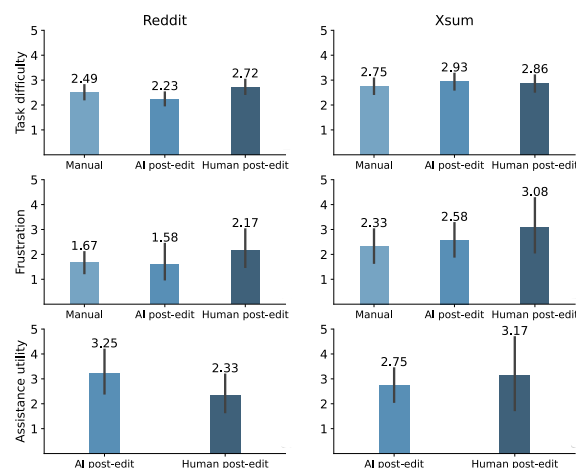 Reddit
Xsum
Task difficulty
5
4
3
2
1
2.49
2.23
2.72
Manual
AI post-edit
Human post-edit
5
4
3
2
1
2.75
2.93
2.86
Manual
AI post-edit
Human post-edit
Frustration
5
4
3
2
1
1.67
1.58
2.17
Manual
AI post-edit
Human post-edit
5
4
3
2
1
2.33
2.58
3.08
Manual
AI post-edit
Human post-edit
Assistance utility
5
4
3
2
1
3.25
2.33
AI post-edit
Human post-edit
5
4
3
2
1
2.75
3.17
AI post-edit
Human post-edit